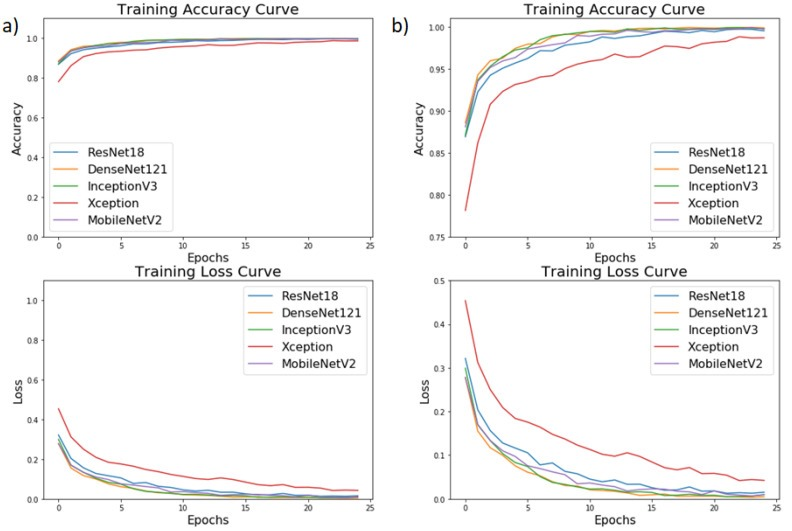 a)
Training Accuracy Curve
Accuracy
1.0
0.8
0.6
0.4
0.2
0.0
ResNet18
DenseNet121
InceptionV3
Xception
MobileNetV2
0 5 10 15 20 25
Epochs
b)
Training Accuracy Curve
Accuracy
1.00
0.95
0.90
0.85
0.80
0.75
ResNet18
DenseNet121
InceptionV3
Xception
MobileNetV2
0 5 10 15 20 25
Epochs
Training Loss Curve
Loss
1.0
0.8
0.6
0.4
0.2
0.0
ResNet18
DenseNet121
InceptionV3
Xception
MobileNetV2
0 5 10 15 20 25
Epochs
Training Loss Curve
Loss
0.5
0.4
0.3
0.2
0.1
0.0
ResNet18
DenseNet121
InceptionV3
Xception
MobileNetV2
0 5 10 15 20 25
Epochs